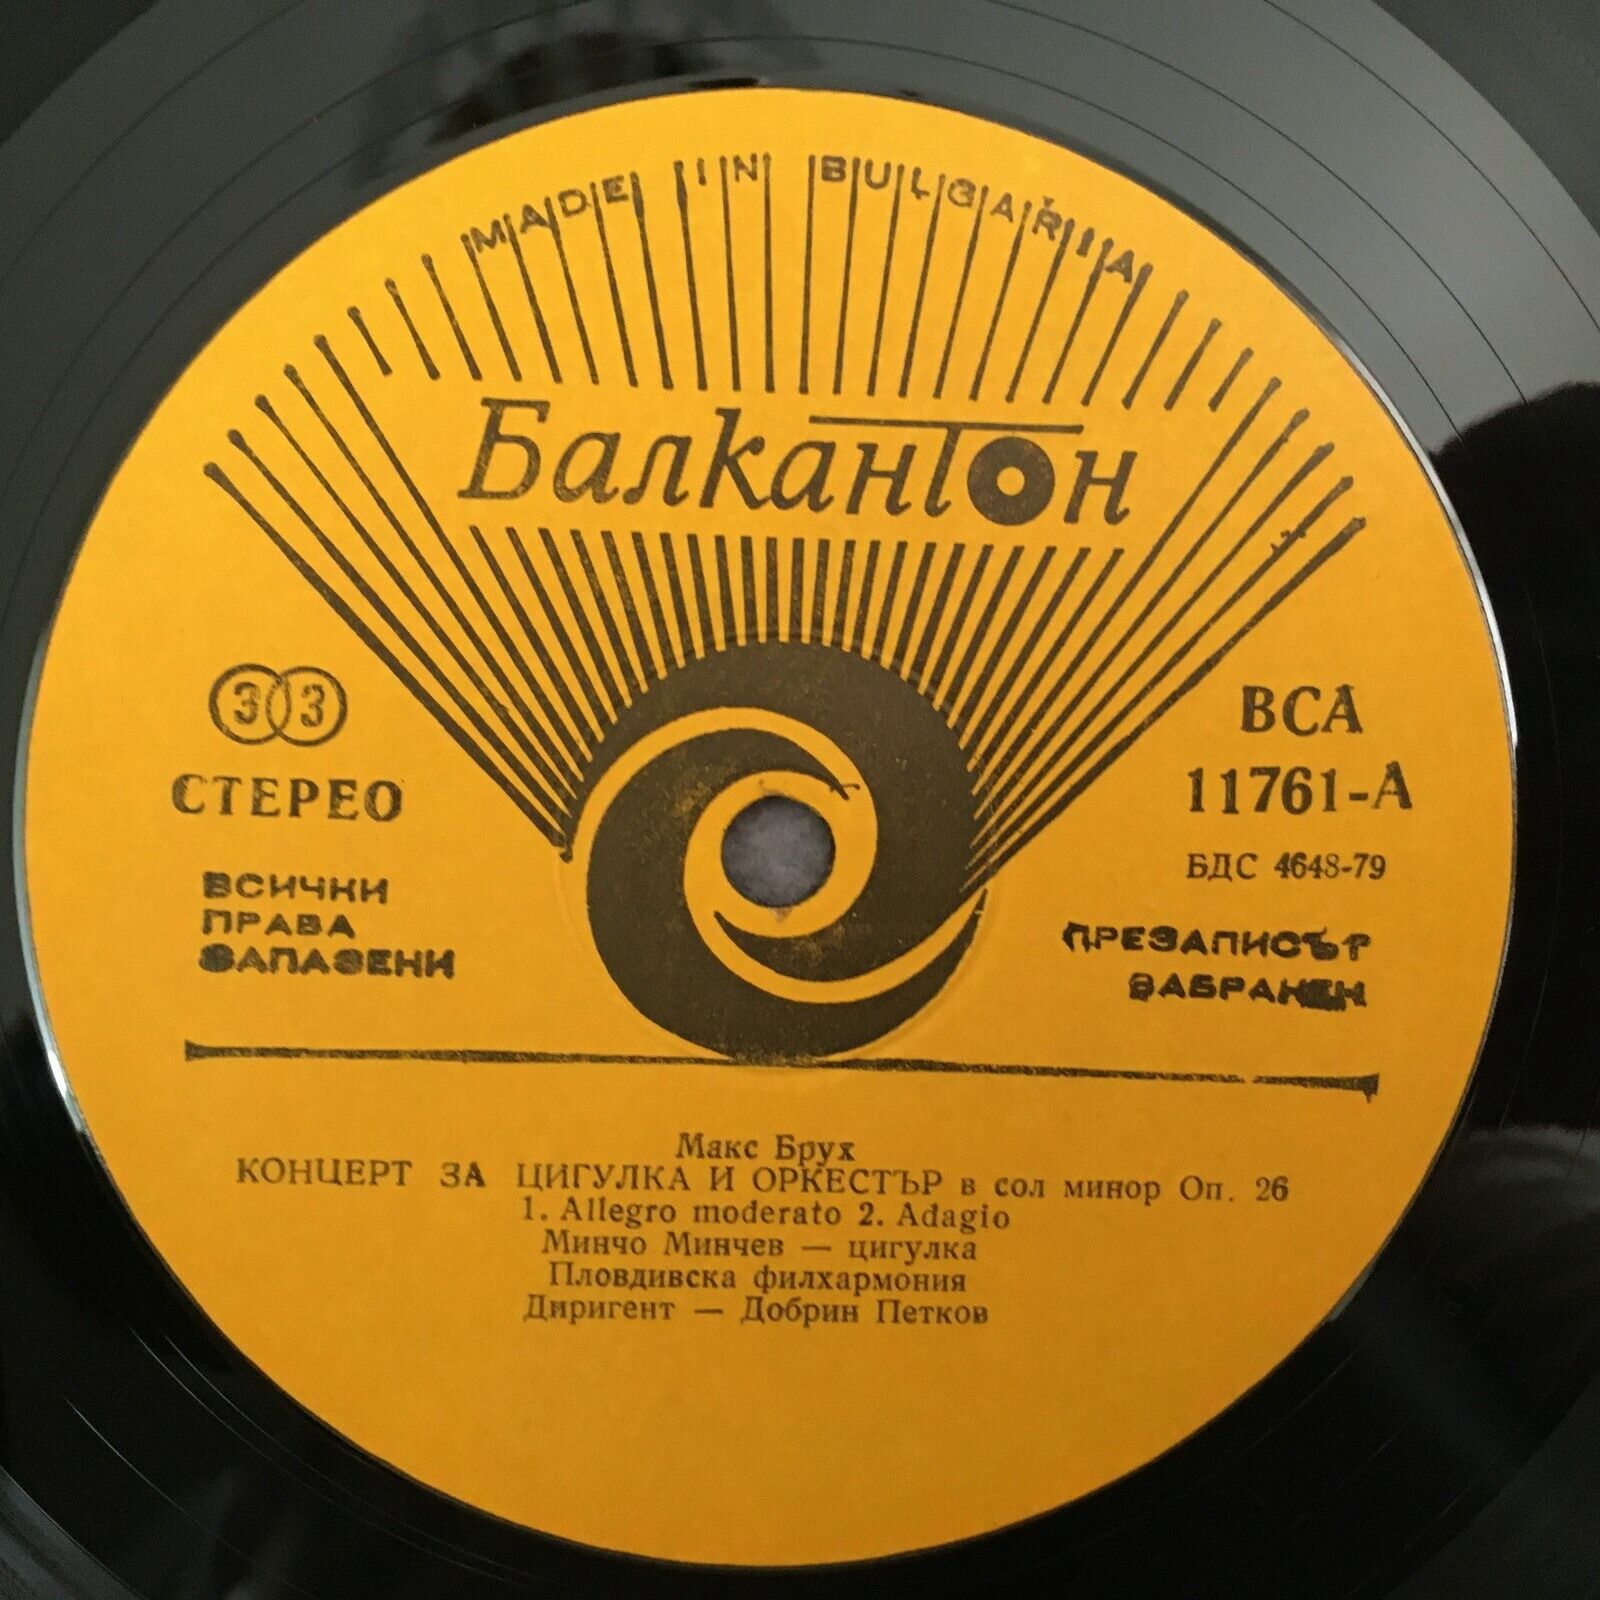 MADE IN BULGARIA
Балкантон
33
СТЕРЕО
ВСИЧКИ
ПРАВА
ЗАПАЗЕНИ
ВСА
11761-А
БДС 4648-79
ПРЕЗАПИСЪТ
ЗАБРАНЕН
Макс Брух
КОНЦЕРТ ЗА ЦИГУЛКА И ОРКЕСТЪР в сол минор Оп. 26
1. Allegro moderato 2. Adagio
Минчо Минчев — цигулка
Пловдивска филхармония
Диригент — Добрин Петков